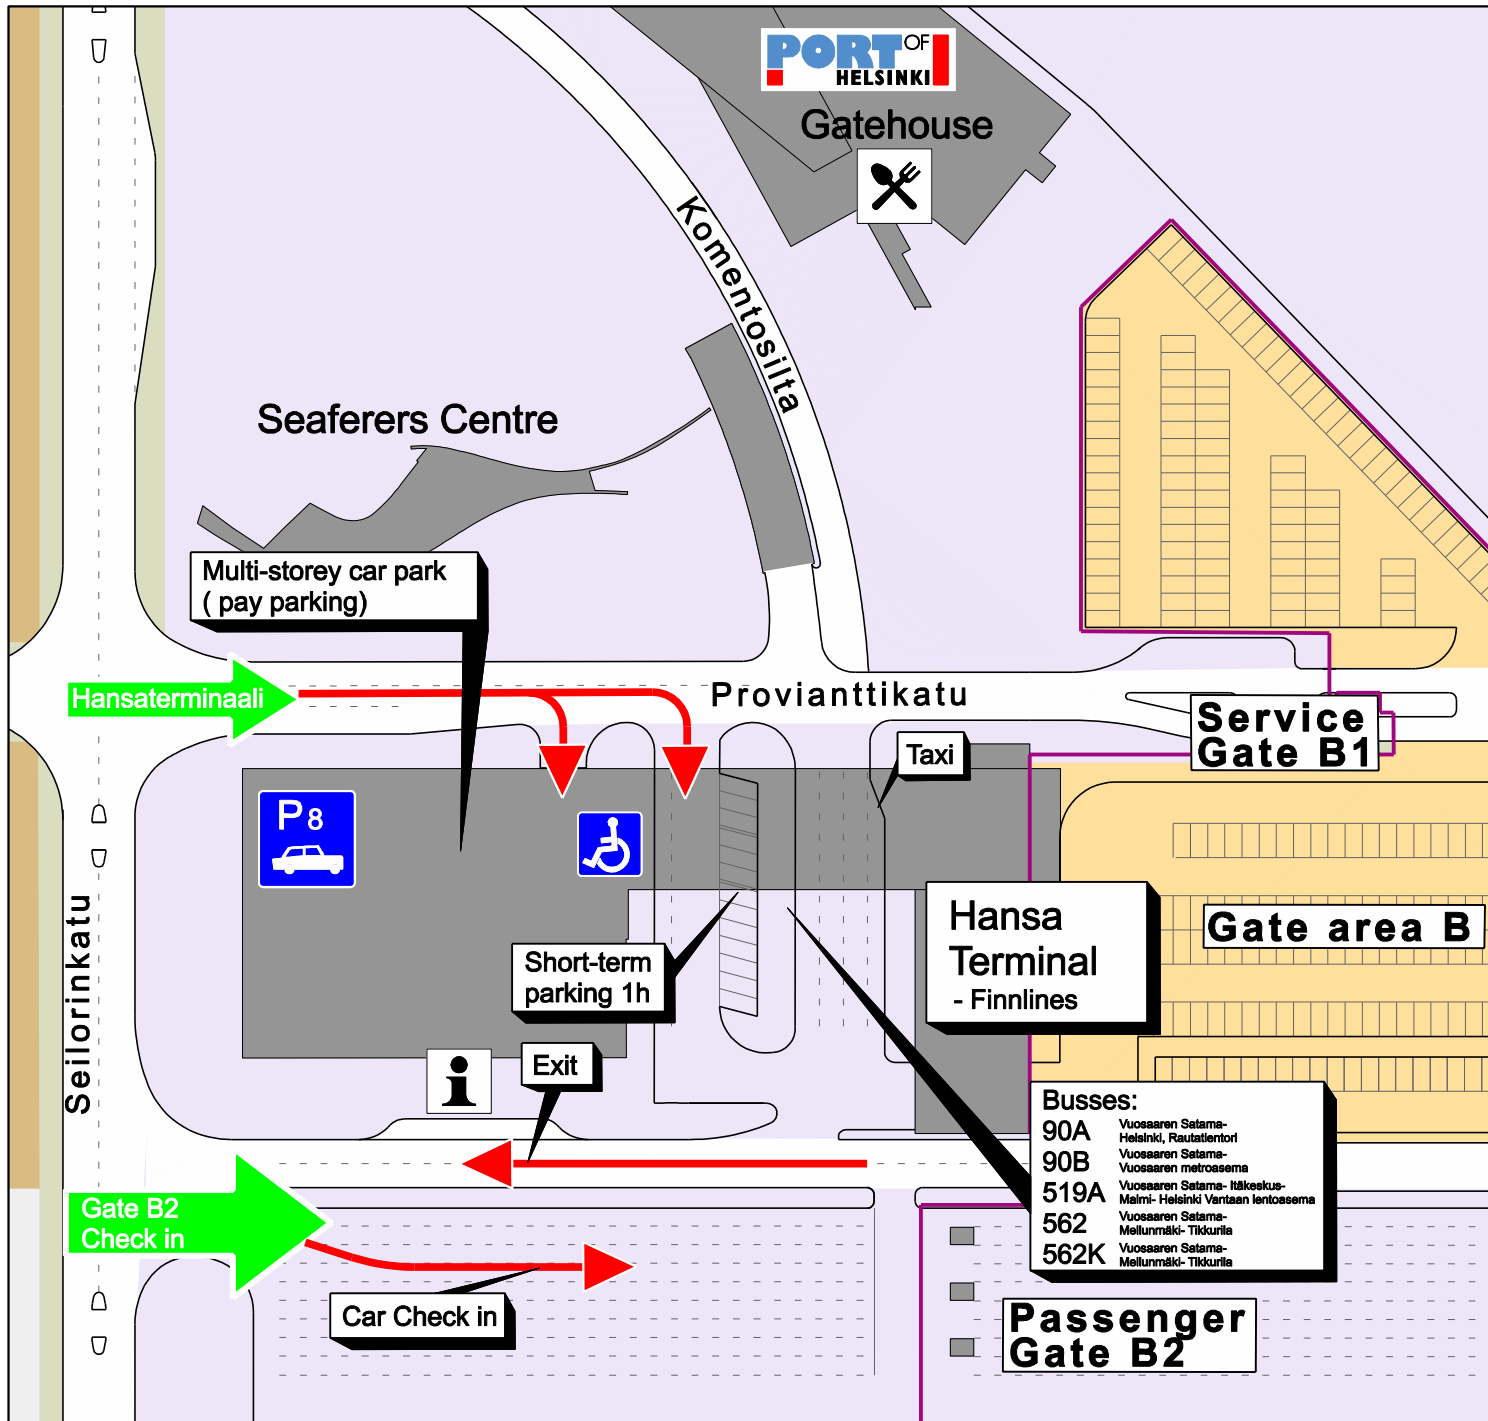 PORT OF
HELSINKI
Gatehouse
Komentosilta
Seaferers Centre
Multi-storey car park
( pay parking)
Hansaterminaali
Provianttikatu
Service
Gate B1
Taxi
P 8
Gate area B
Hansa
Terminal
- Finnlines
Short-term
parking 1h
Seilorinkatu
Exit
i
Busses:
90A Vuosaaren Satama-
Helsinki, Rautatientori
90B Vuosaaren Satama-
Vuosaaren metroasema
519A Vuosaaren Satama- Itäkeskus-
Malmi- Helsinki Vantaan lentoasema
562 Vuosaaren Satama-
Mellunmäki- Tikkurila
562K Vuosaaren Satama-
Mellunmäki- Tikkurila
Gate B2
Check in
Car Check in
Passenger
Gate B2